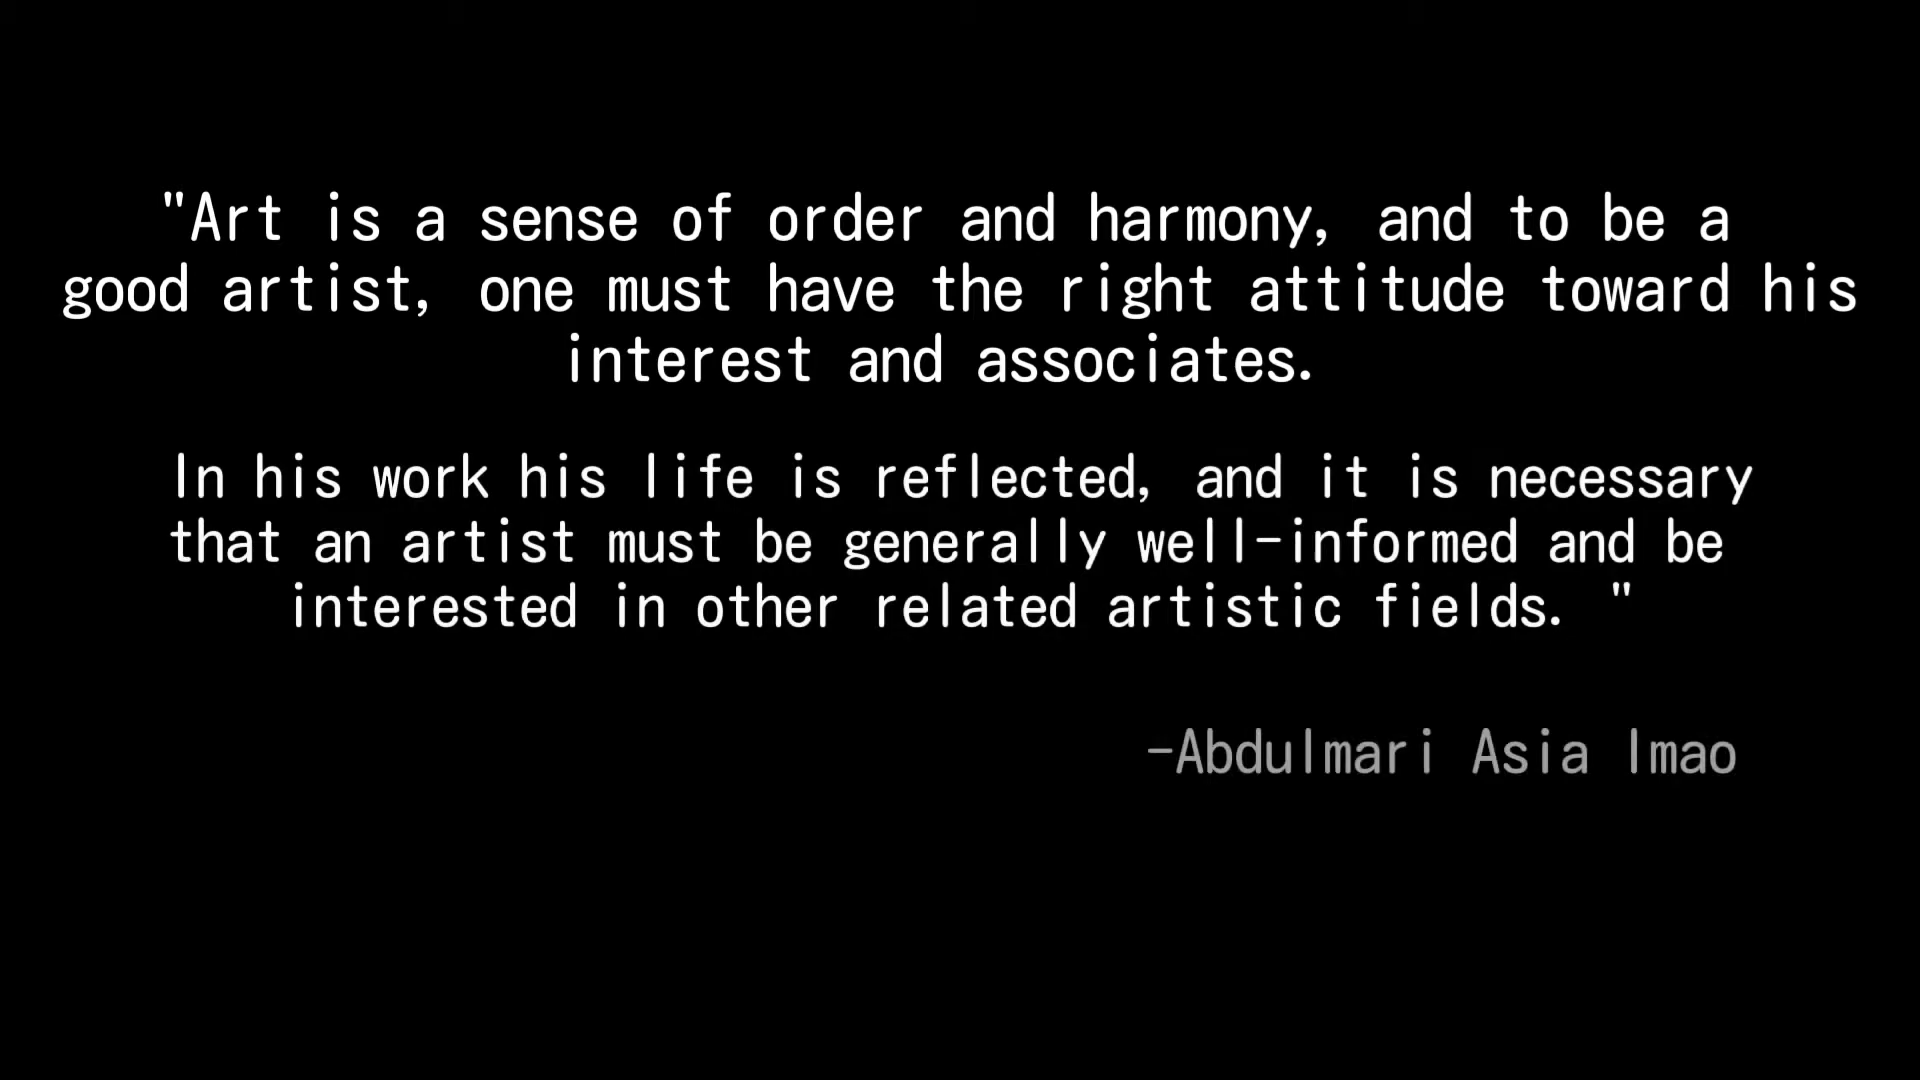 "Art is a sense of order and harmony, and to be a
good artist, one must have the right attitude toward his
interest and associates.
In his work his life is reflected, and it is necessary
that an artist must be generally well-informed and be
interested in other related artistic fields. "
-Abdulmari Asia Imao